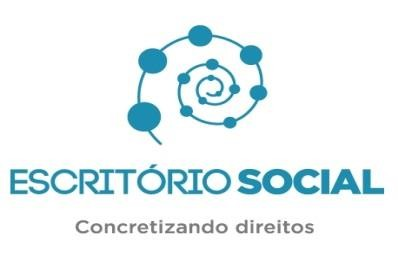 ESCRITÓRIO SOCIAL
Concretizando direitos